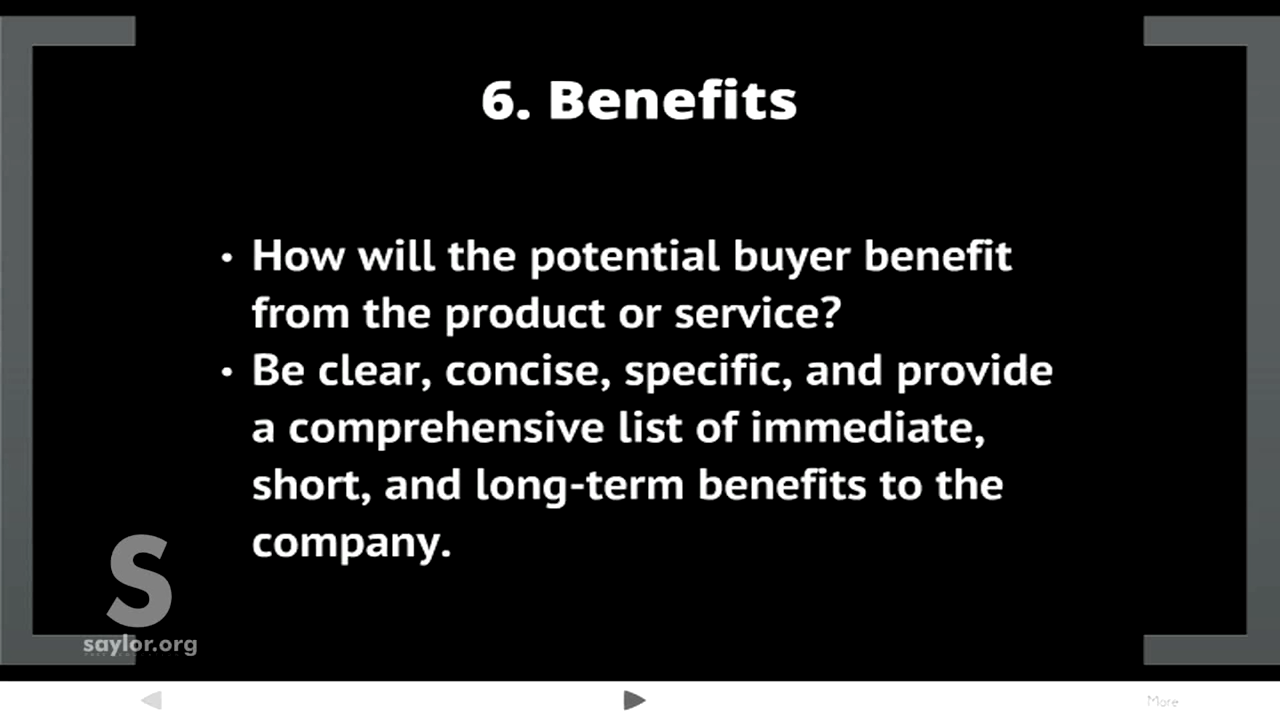 6. Benefits
• How will the potential buyer benefit
from the product or service?
• Be clear, concise, specific, and provide
a comprehensive list of immediate,
short, and long-term benefits to the
company.
S
saylor.org
More